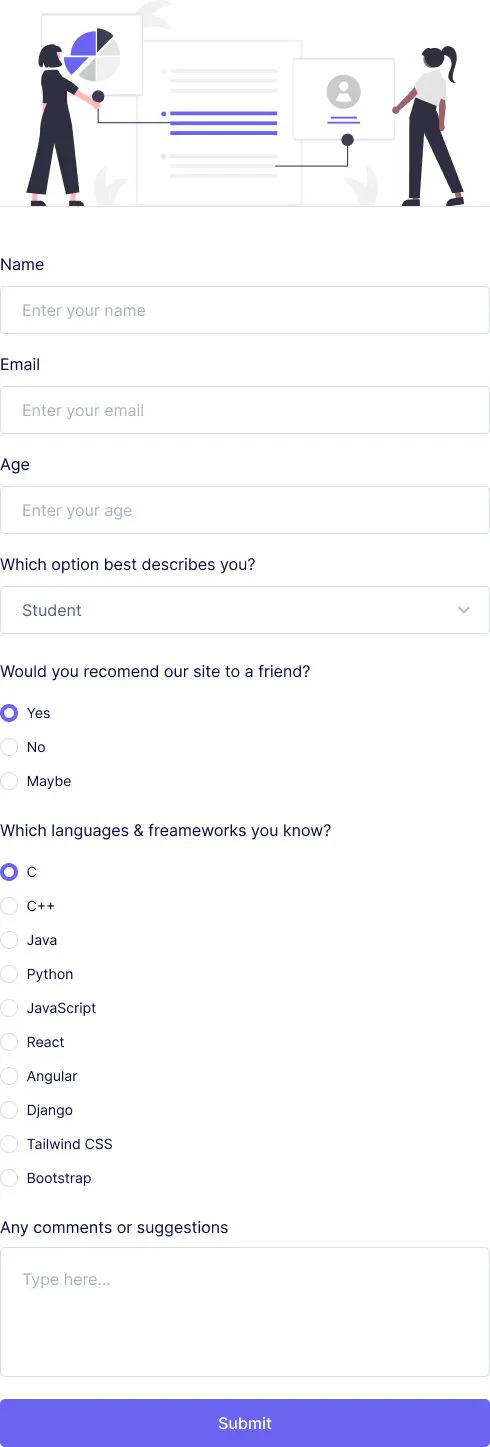 Name
Enter your name
Email
Enter your email
Age
Enter your age
Which option best describes you?
Student
Would you recomend our site to a friend?
Yes
No
Maybe
Which languages & freameworks you know?
C
C++
Java
Python
JavaScript
React
Angular
Django
Tailwind CSS
Bootstrap
Any comments or suggestions
Type here...
Submit